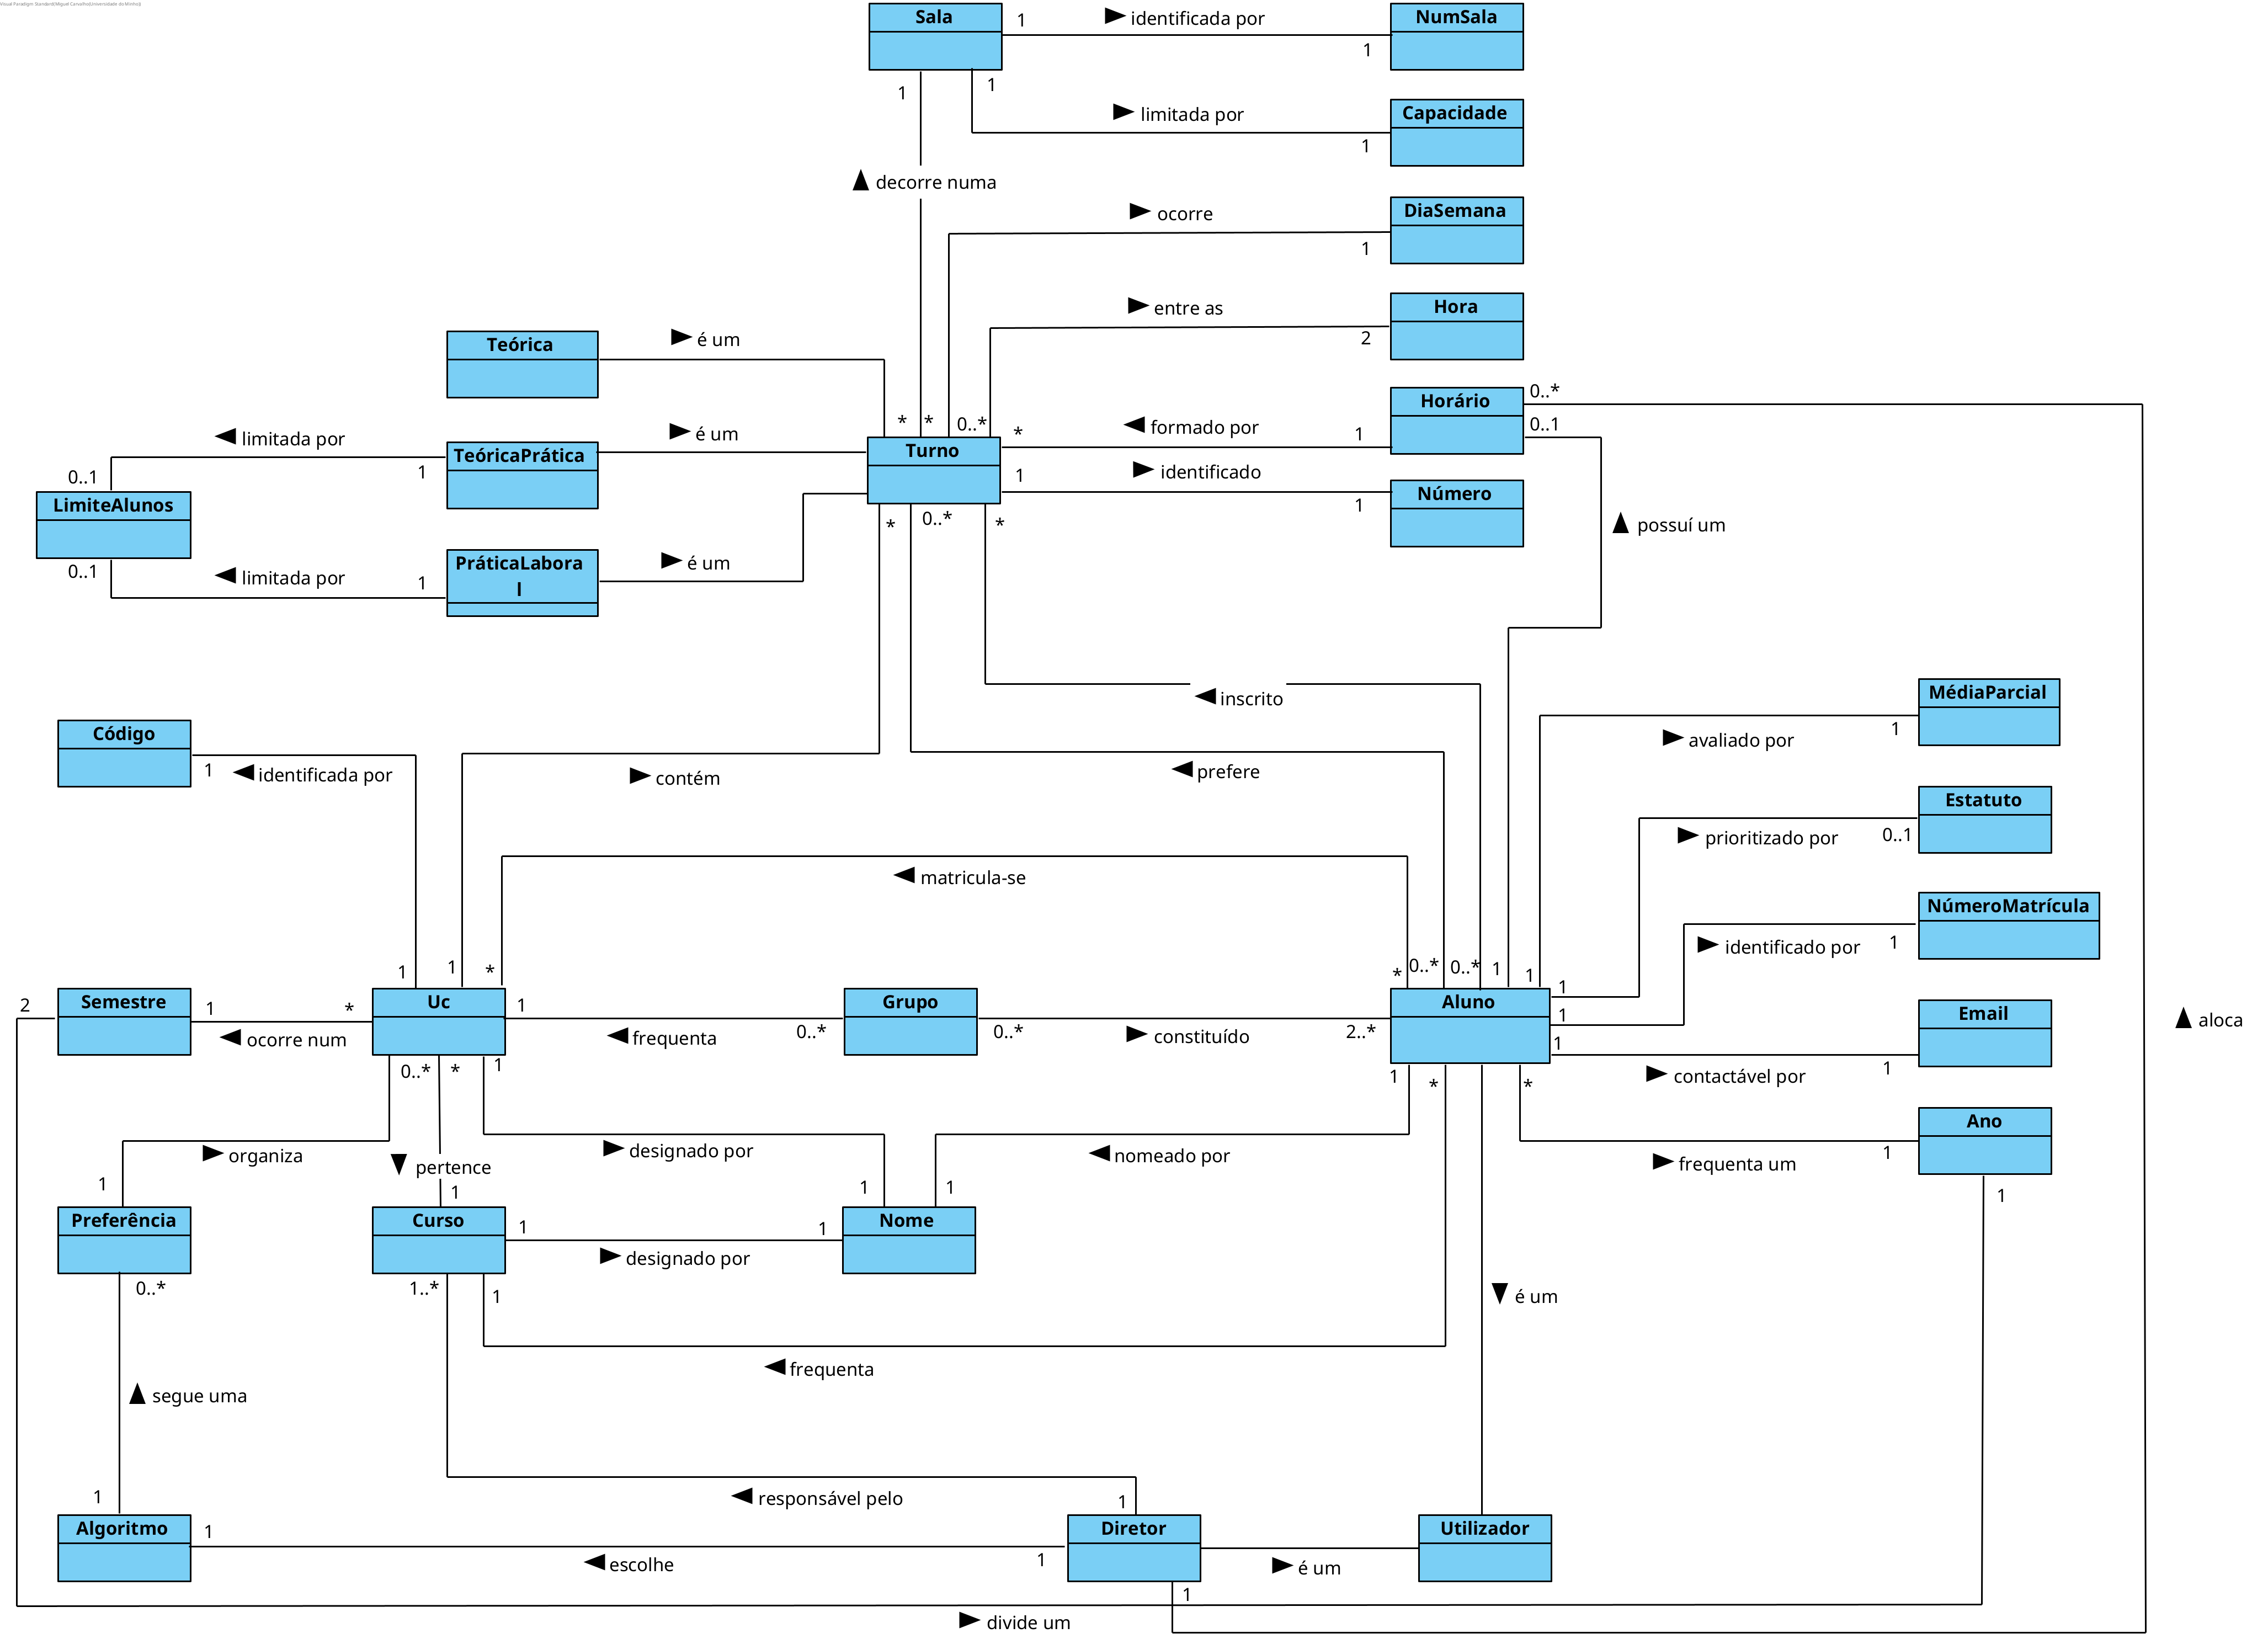 Visual Paradigm Standard(Miguel Carvalho(Universidade do Minho))
Sala
1
identificada por
1
NumSala
1
1
limitada por
1
Capacidade
decorre numa
ocorre
1
DiaSemana
entre as
2
Hora
Teórica
é um
Horário
0..*
0..1
limitada por
0..1
1
TeóricaPrática
é um
*
*
0..*
*
formado por
1
Turno
1
identificado
1
Número
LimiteAlunos
0..1
limitada por
1
PráticaLabora
l
é um
*
0..*
*
possuí um
inscrito
MédiaParcial
avaliado por
1
Código
1
identificada por
contém
prefere
Estatuto
prioritizado por
0..1
matricula-se
NúmeroMatrícula
identificado por
1
1
1
*
*
0..*
0..*
1
1
1
1
1
2
Semestre
1
*
ocorre num
Uc
1
frequenta
0..*
Grupo
0..*
constituído
2..*
Aluno
Email
contactável por
1
aloca
0..*
*
1
1
*
*
Ano
frequenta um
1
1
organiza
1
pertence
1
designado por
1
nomeado por
1
Preferência
0..*
Curso
1
designado por
1
Nome
1..*
1
é um
frequenta
segue uma
1
responsável pelo
1
Algoritmo
1
escolhe
1
Diretor
é um
Utilizador
1
divide um